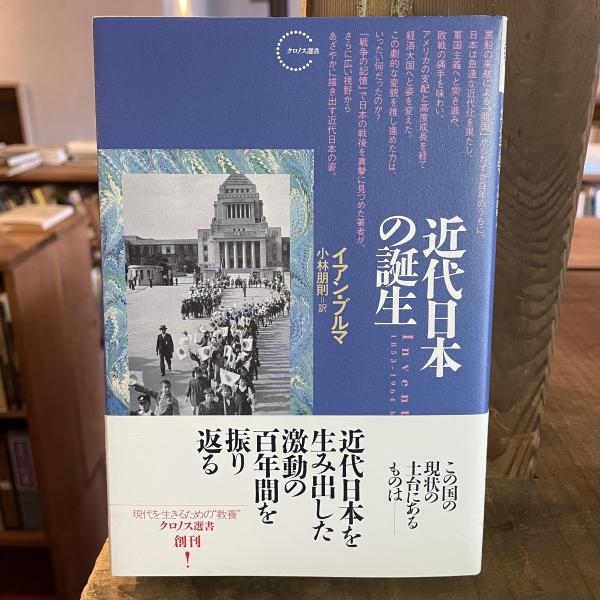 クロノス選書
黒船の来航による「開国」からわずか百年のうちに、
日本は急速な近代化を果たし、
軍国主義へと突き進み、
敗戦の痛手を味わい、
アメリカの支配と高度成長を経て
経済大国へと姿を変えた。
この劇的な変貌を推し進めた力は、
いったい何だったのか？
『戦争の記憶』で日本の戦後を真摯に見つめた著者が、
さらに広い視野から
あざやかに描き出す近代日本の姿。
近代日本
の誕生
Invent
1853-1964
イアン・ブルマ
小林朋則＝訳
この国の
現状の
土台にある
ものは——
近代日本を
生み出した
激動の
百年間を
振り
返る
現代を生きるための“教養”
クロノス選書
創刊
！